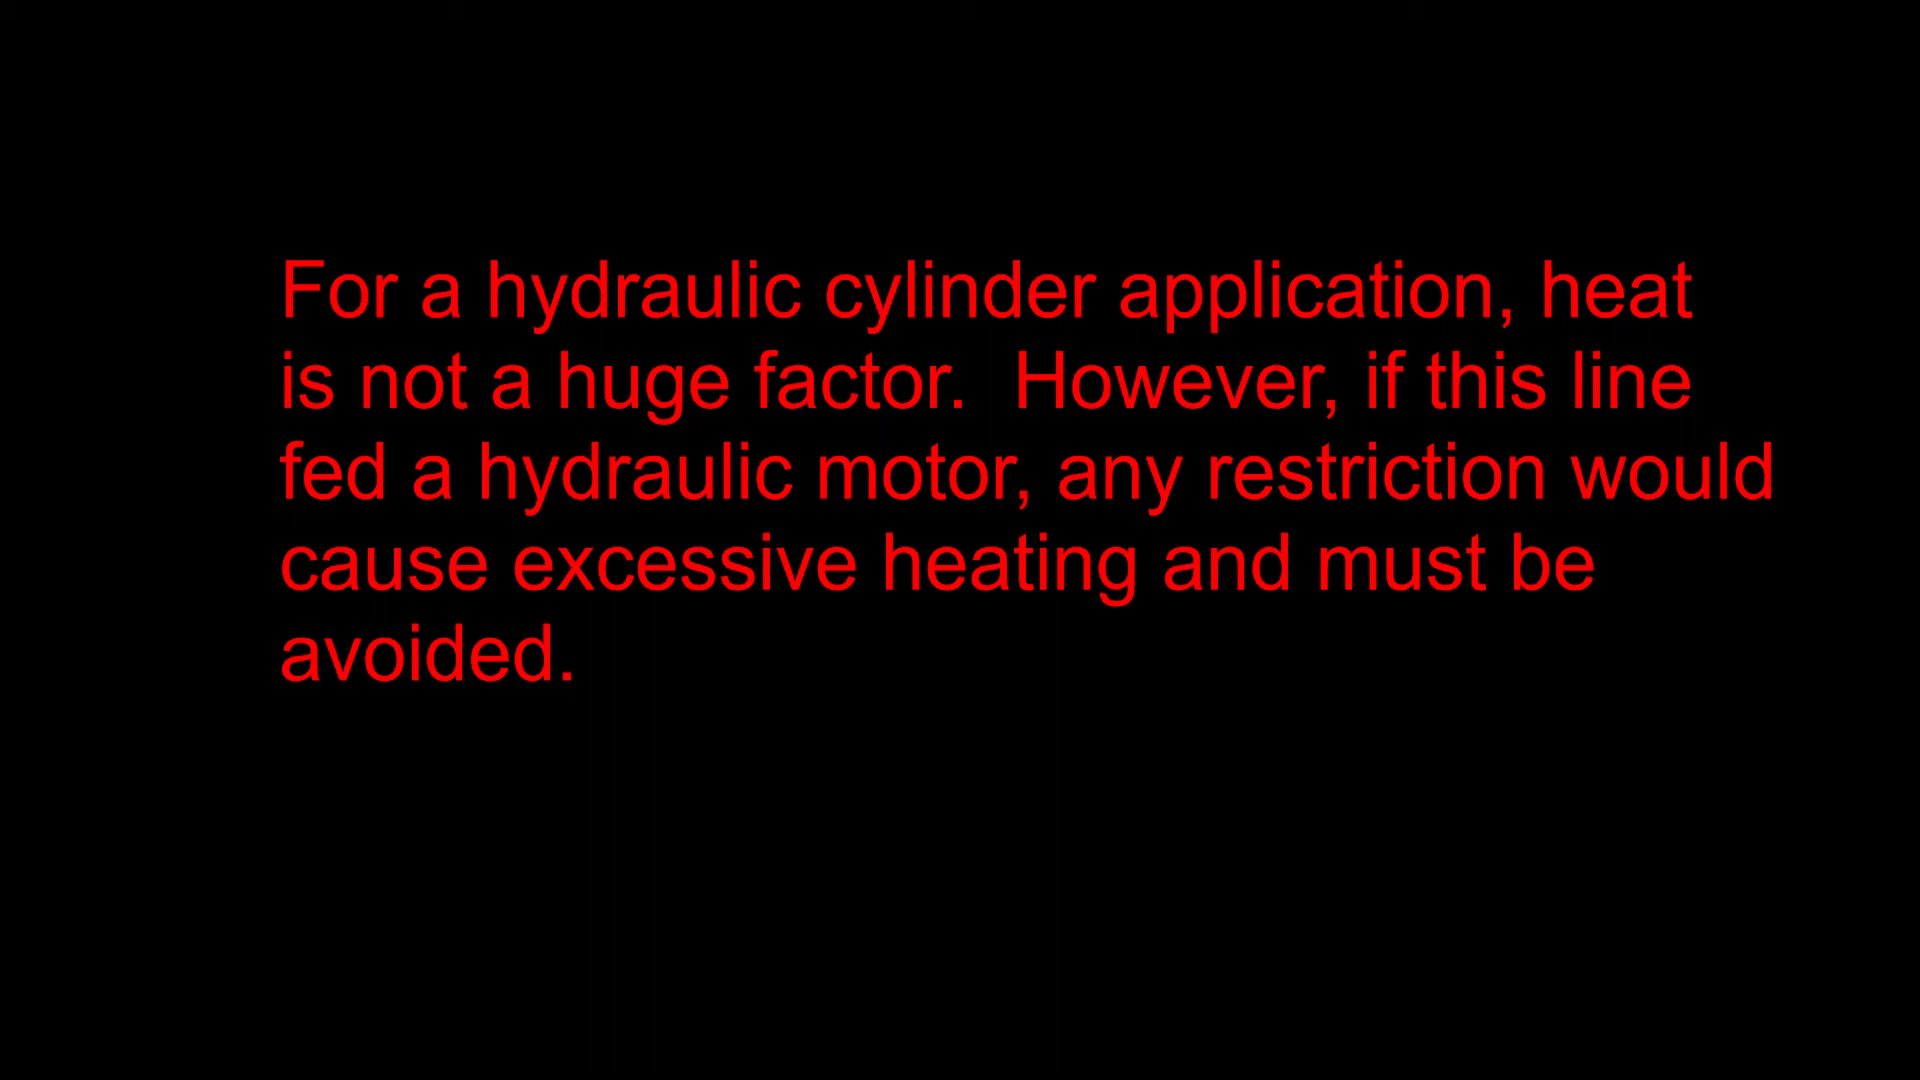 For a hydraulic cylinder application, heat
is not a huge factor.  However, if this line
fed a hydraulic motor, any restriction would
cause excessive heating and must be
avoided.